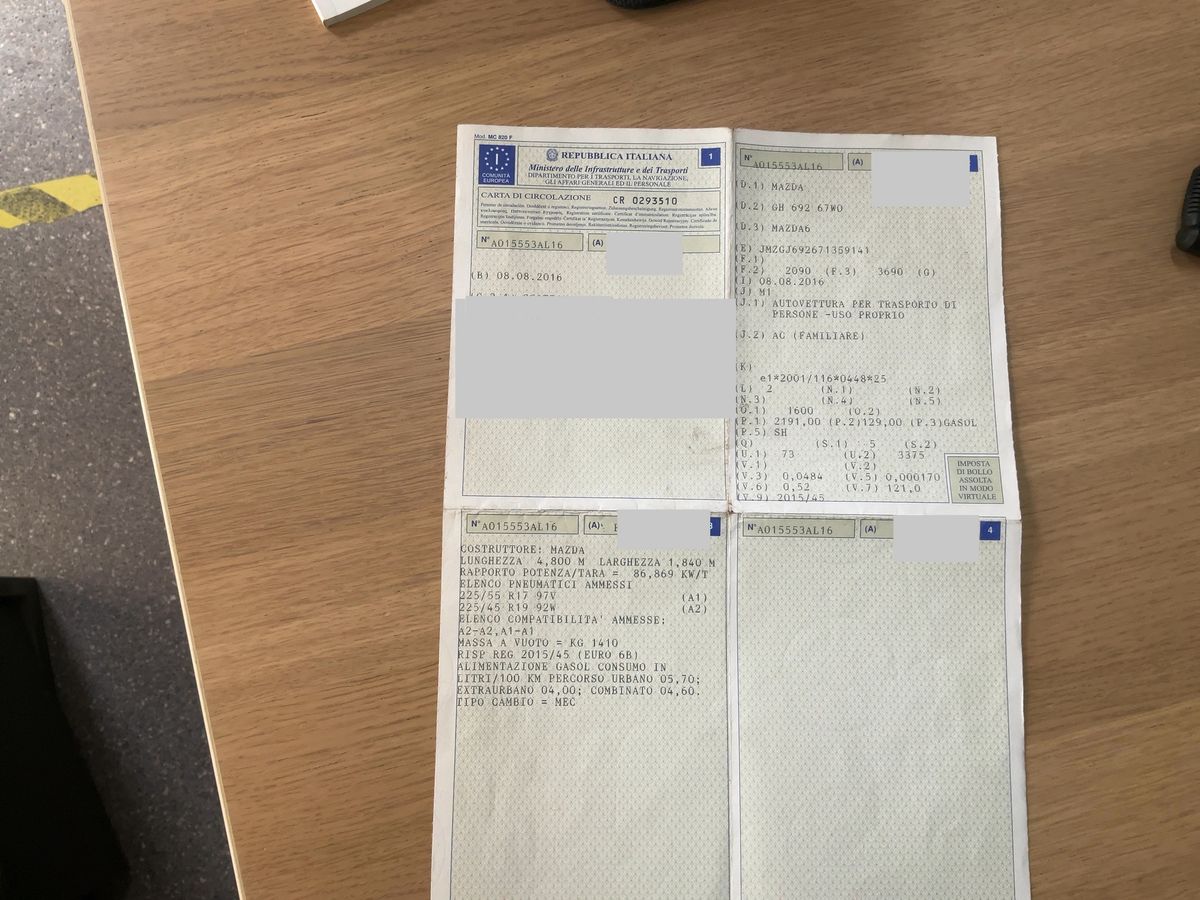 Mod. MC 820 F
I
COMUNITÀ
EUROPEA
REPUBBLICA ITALIANA
Ministero delle Infrastrutture e dei Trasporti
DIPARTIMENTO PER I TRASPORTI, LA NAVIGAZIONE,
GLI AFFARI GENERALI ED IL PERSONALE
1
CARTA DI CIRCOLAZIONE CR 0293510
N° A015553AL16 (A)
(B) 08.08.2016
N° A015553AL16 (A)
(D.1) MAZDA
(D.2) GH 692 67WO
(D.3) MAZDA6
(E) JMZGJ692671359141
(F.1)
(F.2) 2090 (F.3) 3690 (G)
(I) 08.08.2016
(J) M1
(J.1) AUTOVETTURA PER TRASPORTO DI
PERSONE -USO PROPRIO
(J.2) AC (FAMILIARE)
(K)
e1*2001/116*0448*25
(L) 2 (N.1) (N.2)
(N.3) (N.4) (N.5)
(O.1) 1600 (O.2)
(P.1) 2191,00 (P.2)129,00 (P.3)GASOL
(P.5) SH
(Q) (S.1) 5 (S.2)
(U.1) 73 (U.2) 3375
(V.1) (V.2)
(V.3) 0,0484 (V.5) 0,000170
(V.6) 0,52 (V.7) 121,0
(V.9) 2015/45
IMPOSTA
DI BOLLO
ASSOLTA
IN MODO
VIRTUALE
N° A015553AL16 (A) 3
COSTRUTTORE: MAZDA
LUNGHEZZA 4,800 M LARGHEZZA 1,840 M
RAPPORTO POTENZA/TARA = 86,869 KW/T
ELENCO PNEUMATICI AMMESSI
225/55 R17 97V (A1)
225/45 R19 92W (A2)
ELENCO COMPATIBILITA' AMMESSE:
A2-A2,A1-A1
MASSA A VUOTO = KG 1410
RISP REG 2015/45 (EURO 6B)
ALIMENTAZIONE GASOL CONSUMO IN
LITRI/100 KM PERCORSO URBANO 05,70;
EXTRAURBANO 04,00; COMBINATO 04,60.
TIPO CAMBIO = MEC
N° A015553AL16 (A) 4